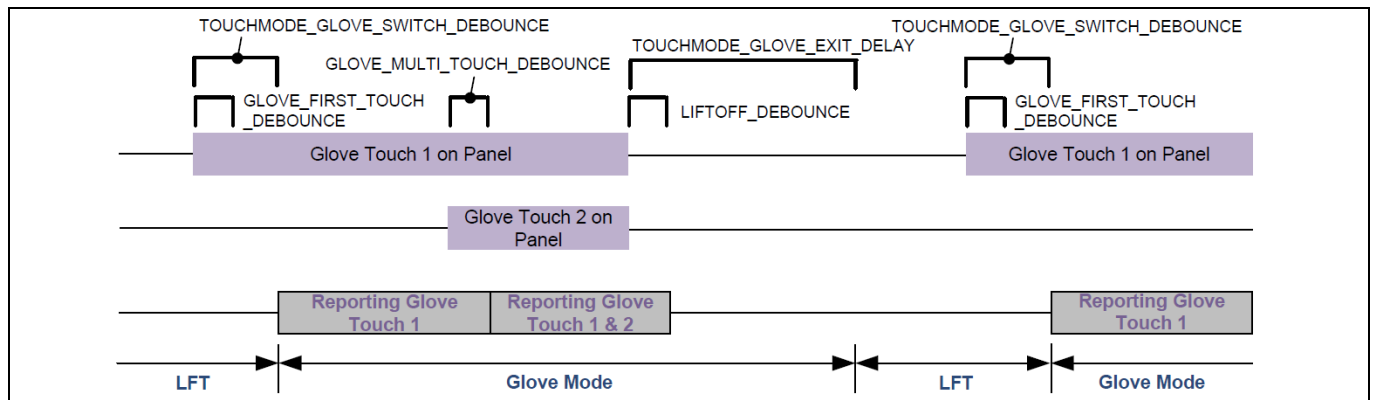 TOUCHMODE_GLOVE_SWITCH_DEBOUNCE
TOUCHMODE_GLOVE_SWITCH_DEBOUNCE
TOUCHMODE_GLOVE_EXIT_DELAY
GLOVE_MULTI_TOUCH_DEBOUNCE
GLOVE_FIRST_TOUCH
_DEBOUNCE
LIFTOFF_DEBOUNCE
GLOVE_FIRST_TOUCH
_DEBOUNCE
Glove Touch 1 on Panel
Glove Touch 1 on Panel
Glove Touch 2 on
Panel
Reporting Glove
Touch 1
Reporting Glove
Touch 1 & 2
Reporting Glove
Touch 1
LFT
Glove Mode
LFT
Glove Mode